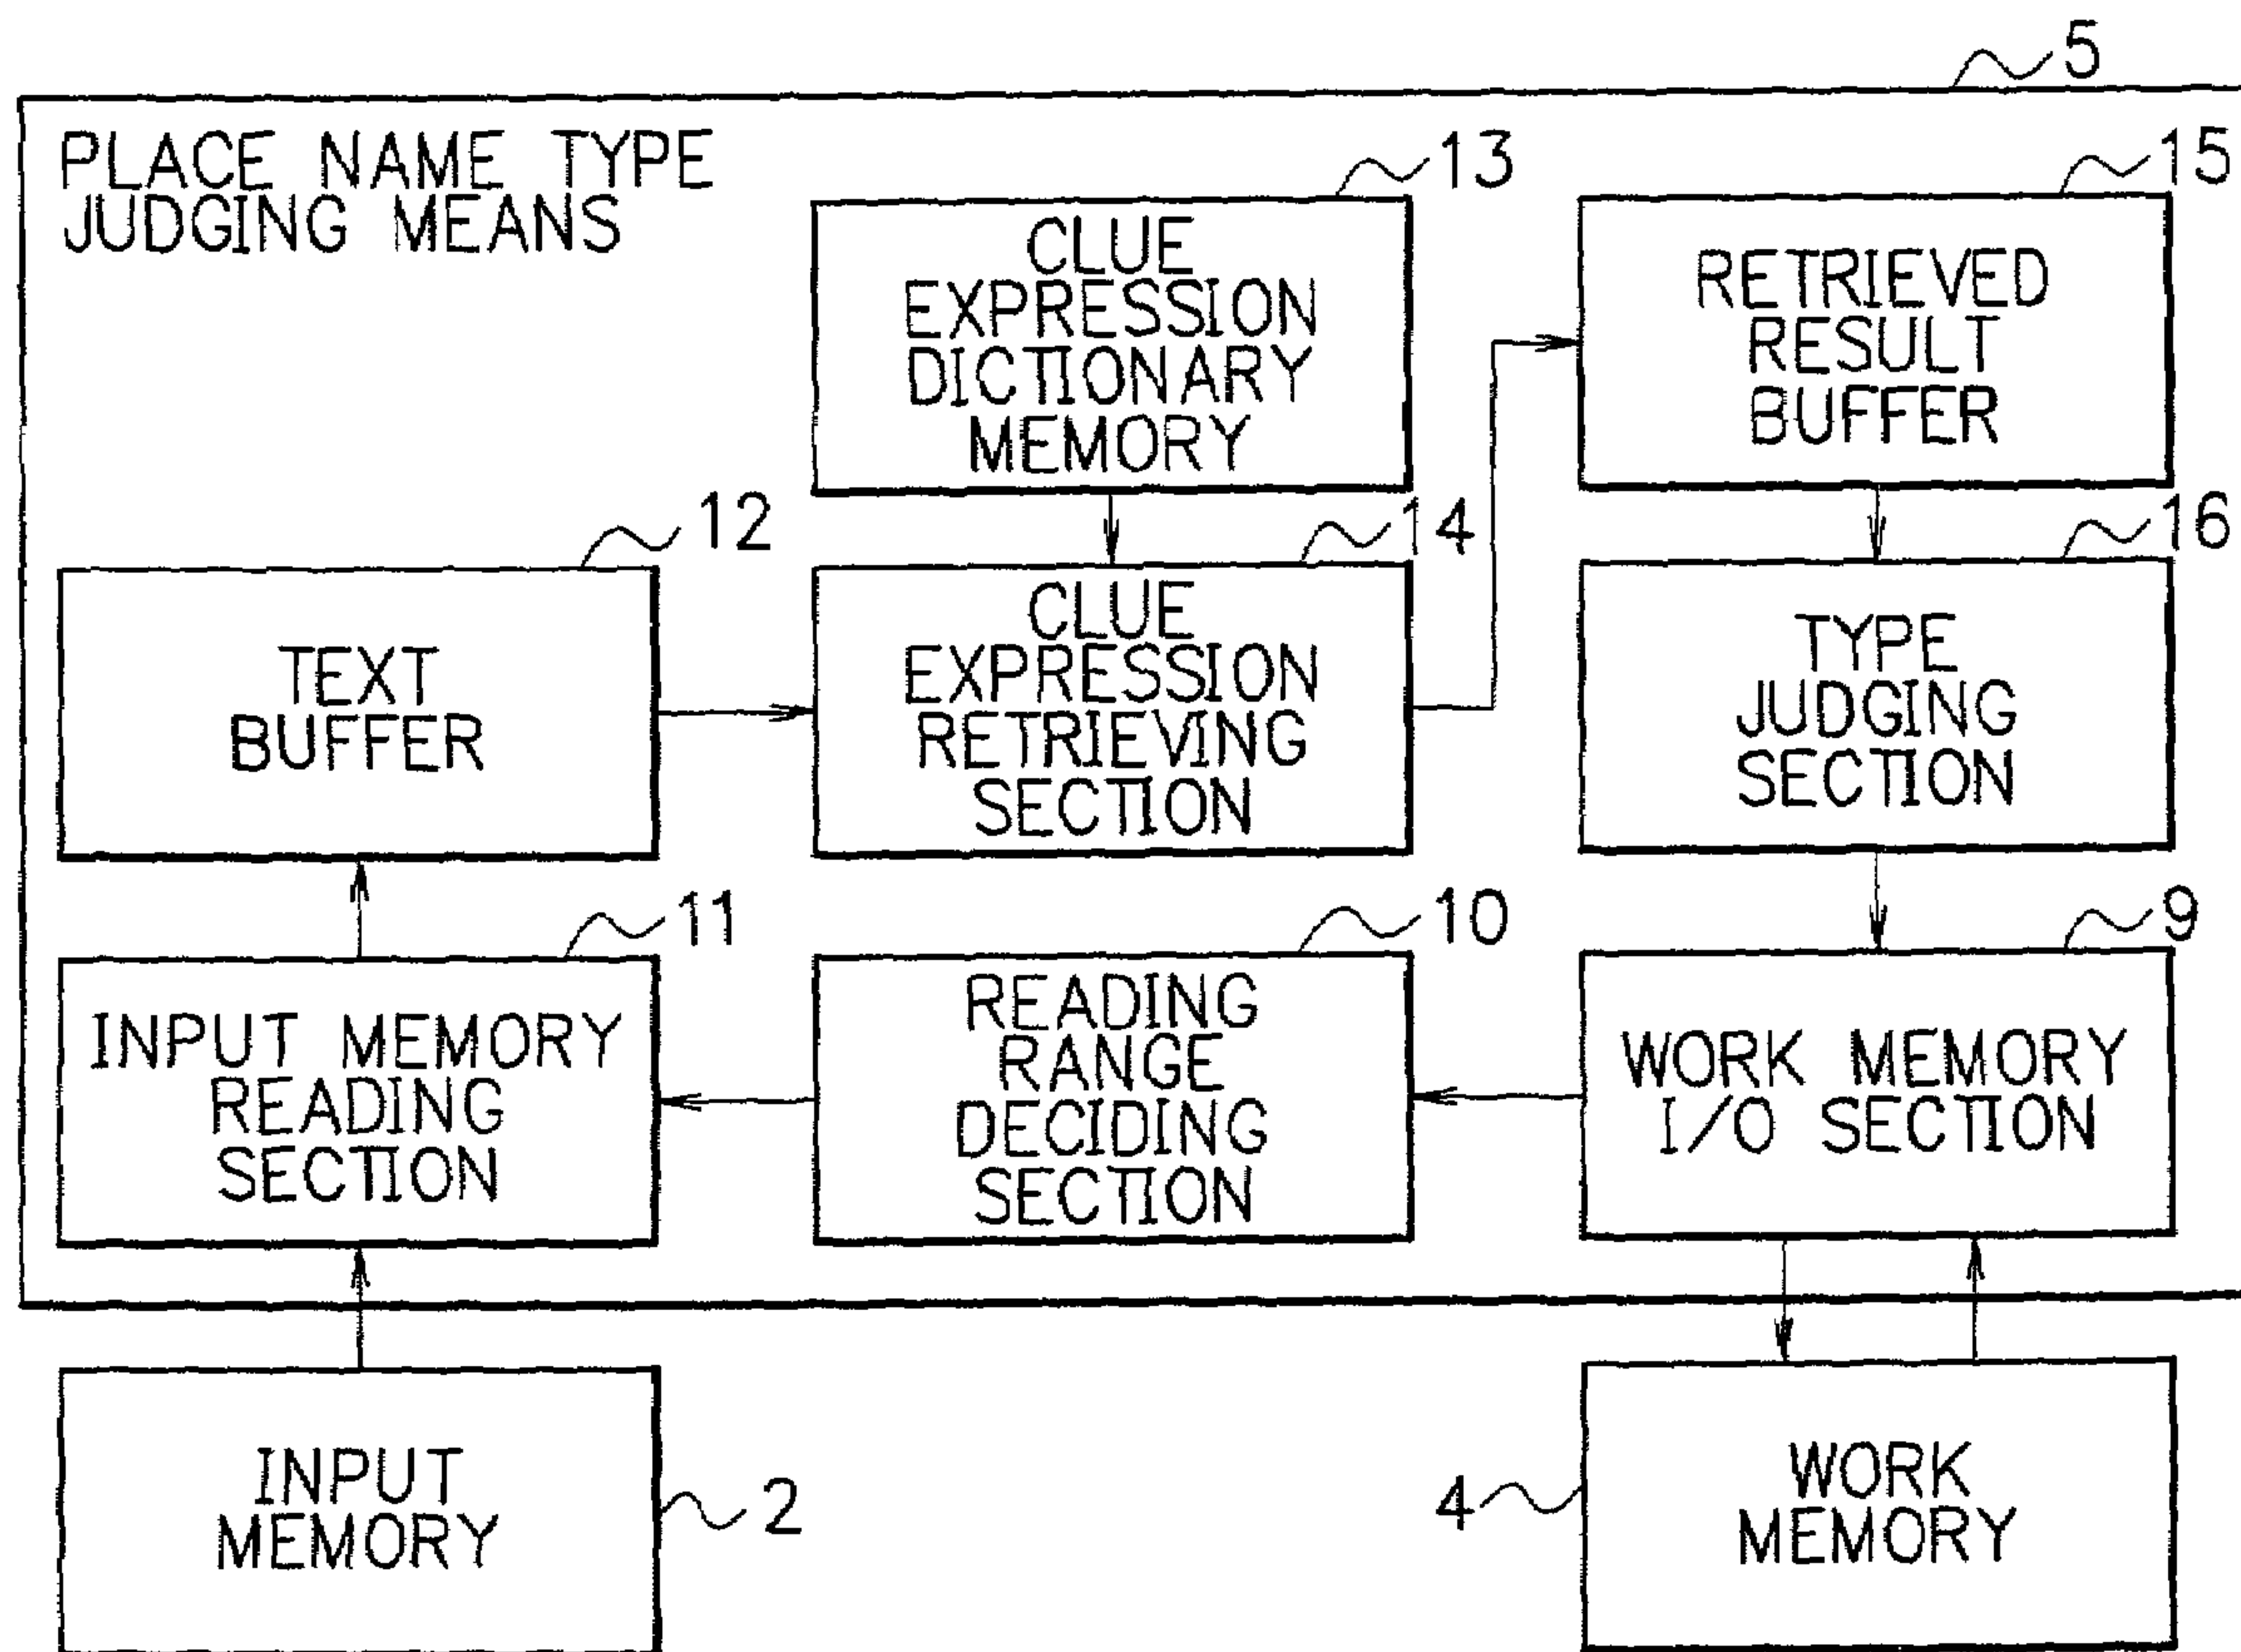 5
PLACE NAME TYPE
JUDGING MEANS
13
CLUE
EXPRESSION
DICTIONARY
MEMORY
15
RETRIEVED
RESULT
BUFFER
12
TEXT
BUFFER
14
CLUE
EXPRESSION
RETRIEVING
SECTION
16
TYPE
JUDGING
SECTION
11
INPUT MEMORY
READING
SECTION
10
READING
RANGE
DECIDING
SECTION
9
WORK MEMORY
I/O SECTION
INPUT
MEMORY
2
4
WORK
MEMORY